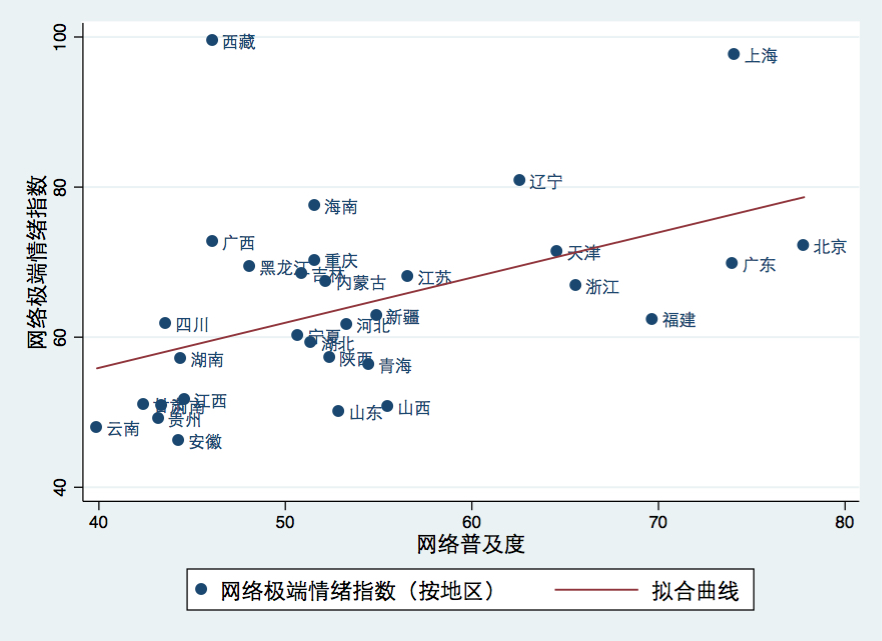 100
西藏
上海
80
辽宁
海南
广西
天津
北京
重庆
广东
黑龙江
吉林
内蒙古
江苏
浙江
新疆
河北
福建
四川
60
宁夏
湖北
湖南
陕西
青海
江西
甘肃
河南
山西
山东
贵州
云南
安徽
40
网络极端情绪指数
40 50 60 70 80
网络普及度
网络极端情绪指数（按地区） 拟合曲线